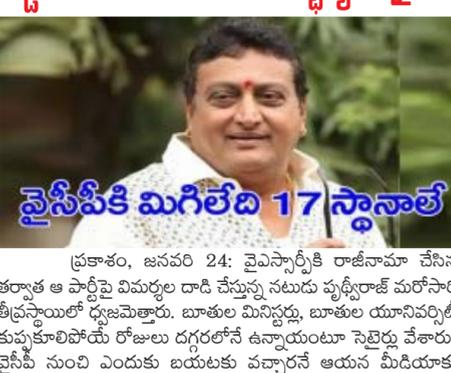 వైసీపీకి మిగిలేది 17 స్థానాలే
ప్రకాశం, జనవరి 24: వైఎస్సార్సీపీకి రాజీనామా చేసిన
తర్వాత ఆ పార్టీపై విమర్శల దాడి చేస్తున్న నటుడు పృథ్వీరాజ్ మరోసారి
తీవ్రస్థాయిలో ధ్వజమెత్తారు. బూతుల మినిస్టర్లు, బూతుల యూనివర్సిటీ
కుప్పకూలిపోయే రోజులు దగ్గరలోనే ఉన్నాయంటూ సెటైర్లు వేశారు
వైసీపీ నుంచి ఎందుకు బయటకు వచ్చారనే ఆయన మీడియాకు